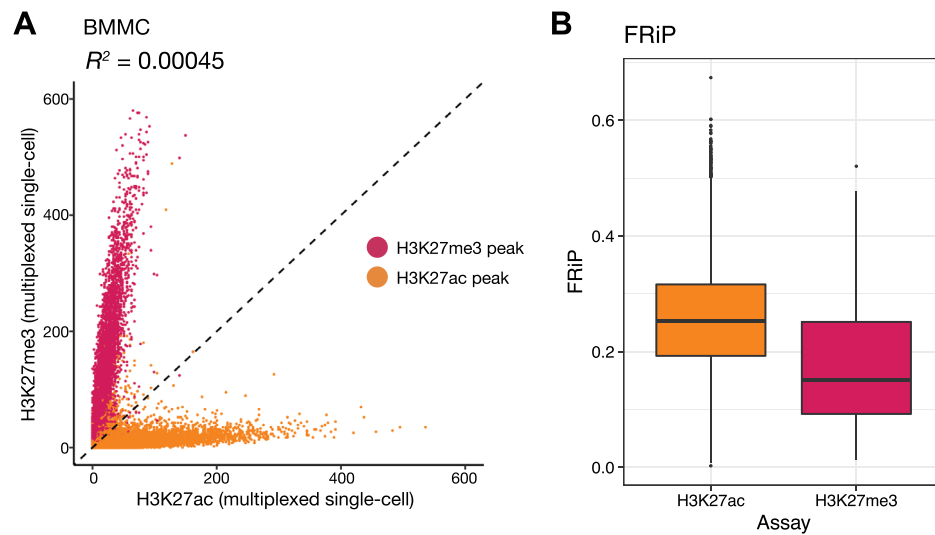 A
BMMC
R² = 0.00045
600
400
200
0
0
200
400
600
H3K27me3 (multiplexed single-cell)
H3K27ac (multiplexed single-cell)
H3K27me3 peak
H3K27ac peak
B
FRiP
0.6
0.4
0.2
0.0
FRiP
H3K27ac
H3K27me3
Assay